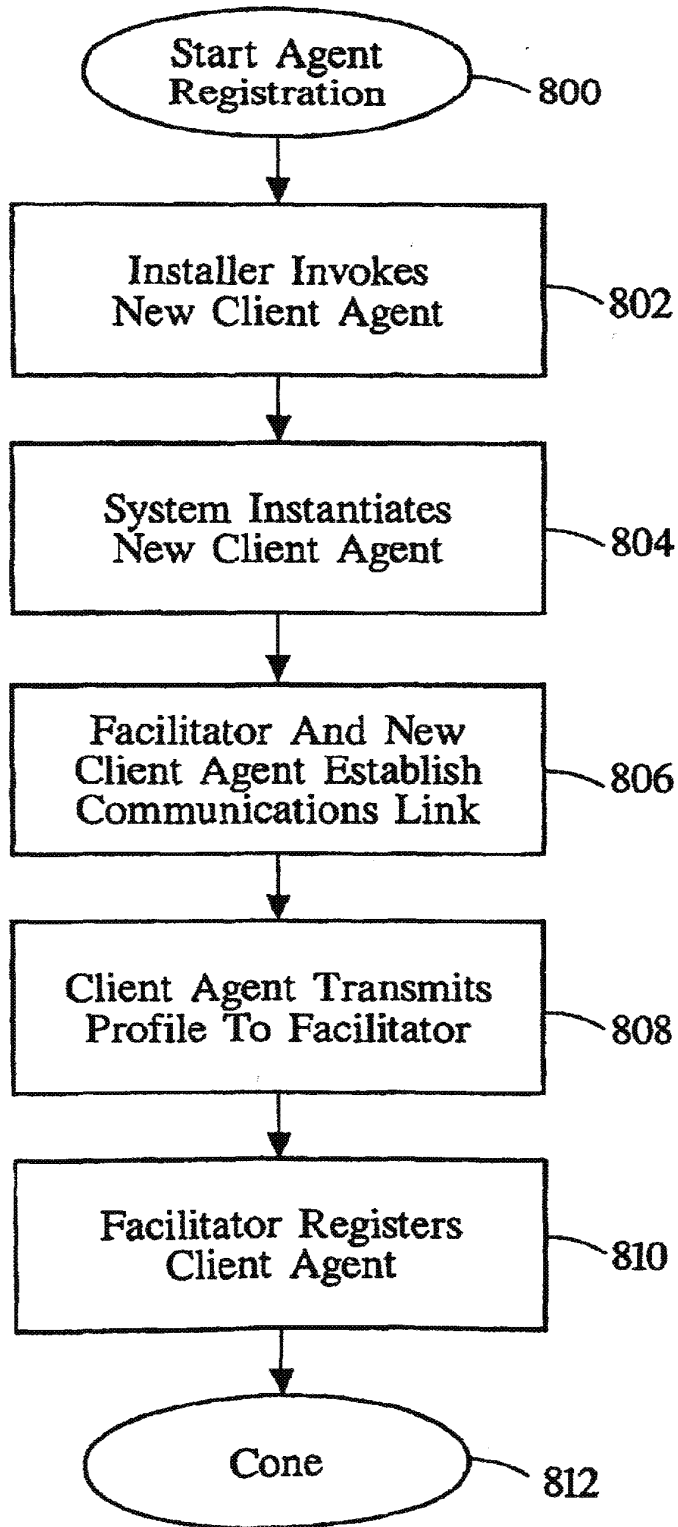 Start Agent
Registration
800
Installer Invokes
New Client Agent
802
System Instantiates
New Client Agent
804
Facilitator And New
Client Agent Establish
Communications Link
806
Client Agent Transmits
Profile To Facilitator
808
Facilitator Registers
Client Agent
810
Cone
812